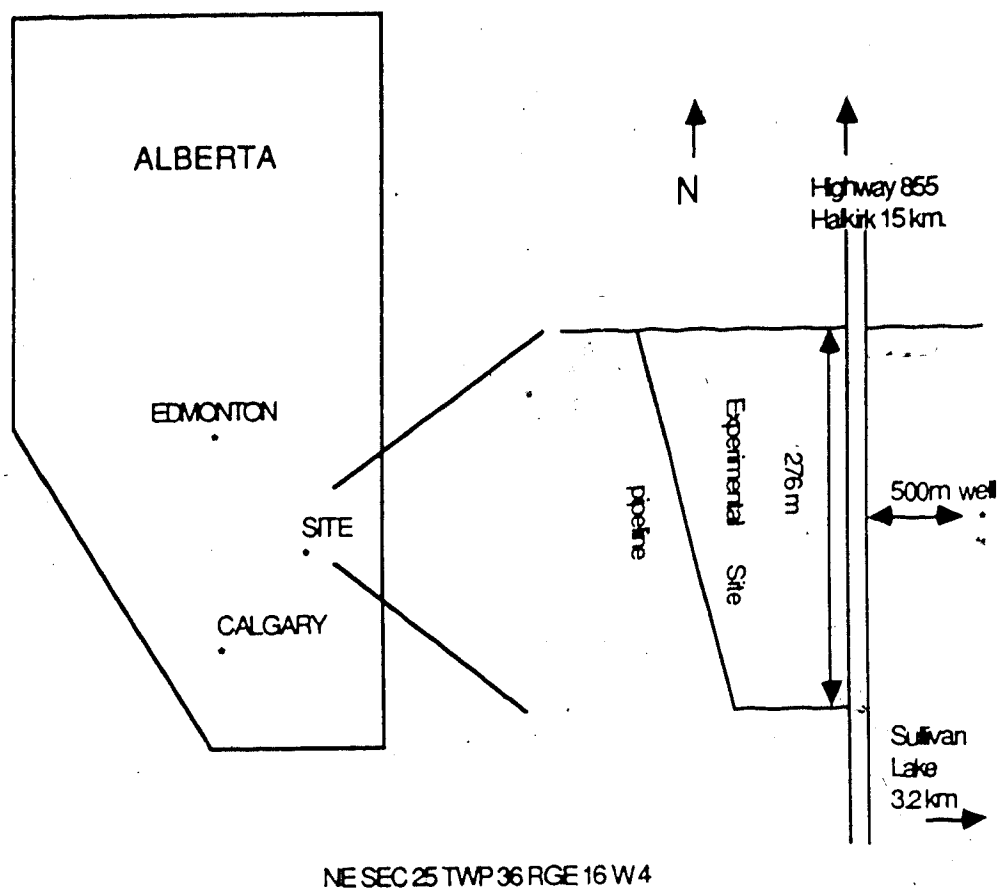 ALBERTA
N
Highway 855
Halkirk 15 km.
EDMONTON
SITE
CALGARY
pipeline
Experimental Site
276 m
500m well
Sullivan
Lake
3.2 km
NE SEC 25 TWP 36 RGE 16 W 4